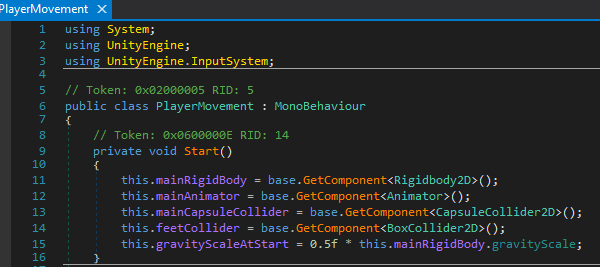 PlayerMovement ×
1 using System;
2 using UnityEngine;
3 using UnityEngine.InputSystem;
4
5 // Token: 0x02000005 RID: 5
6 public class PlayerMovement : MonoBehaviour
7 {
8 // Token: 0x0600000E RID: 14
9 private void Start()
10 {
11 this.mainRigidBody = base.GetComponent<Rigidbody2D>();
12 this.mainAnimator = base.GetComponent<Animator>();
13 this.mainCapsuleCollider = base.GetComponent<CapsuleCollider2D>();
14 this.feetCollider = base.GetComponent<BoxCollider2D>();
15 this.gravityScaleAtStart = 0.5f * this.mainRigidBody.gravityScale;
16 }